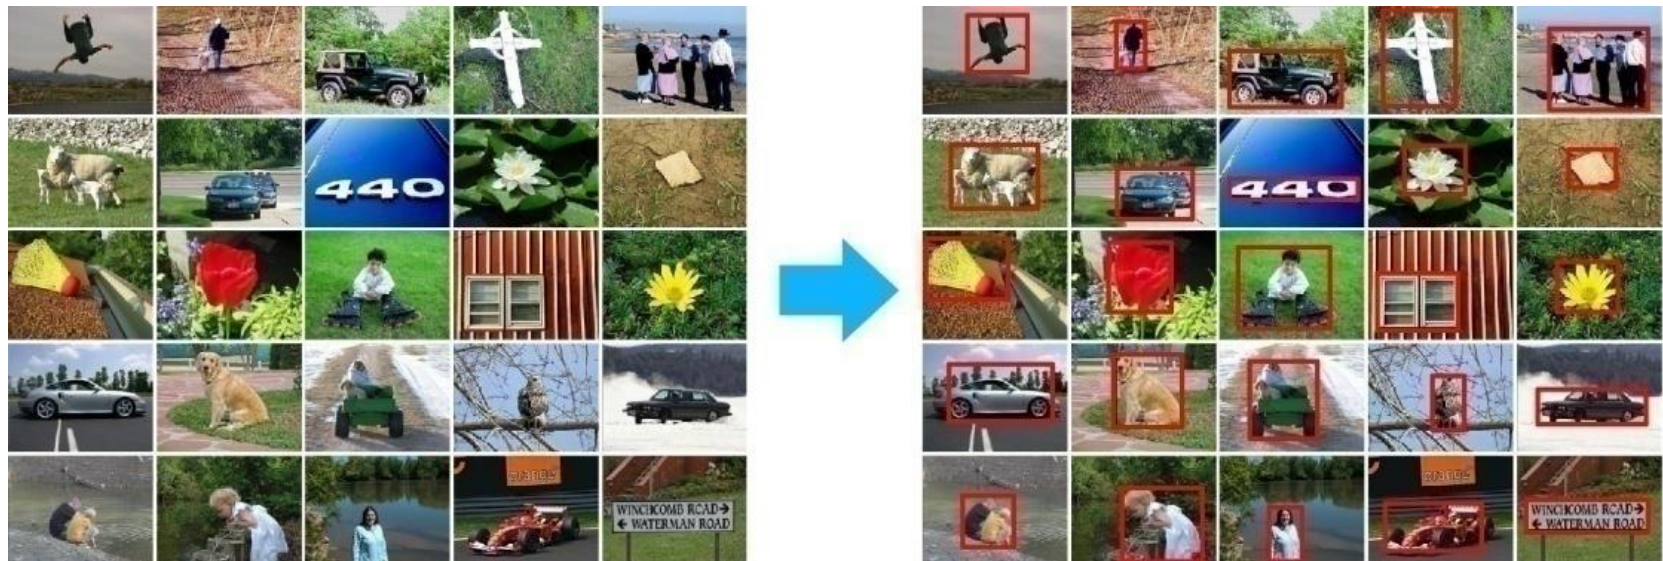 440
440
WINCHCOMB ROAD→
← WATERMAN ROAD
WINCHCOMB ROAD→
← WATERMAN ROAD